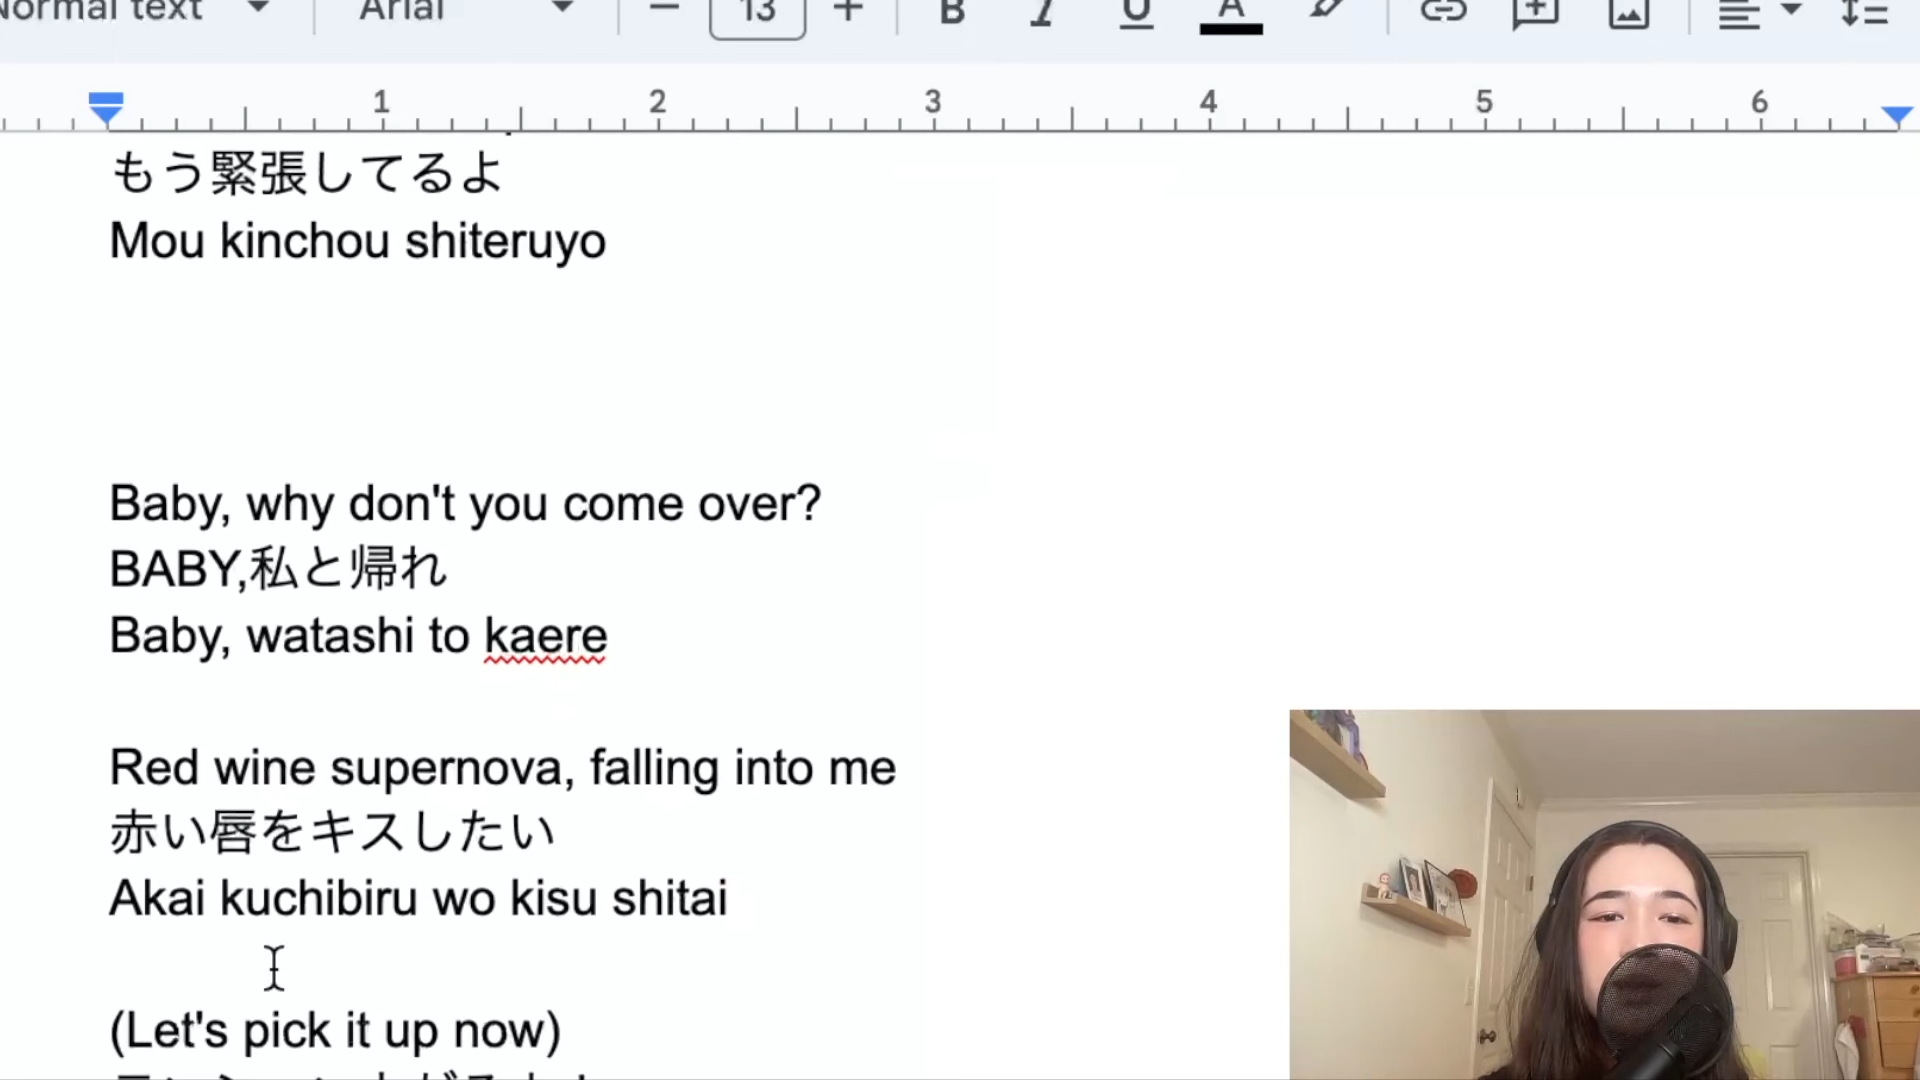 Normal text Arial 13 B I U A
1 2 3 4 5 6
もう緊張してるよ
Mou kinchou shiteruyo
Baby, why don't you come over?
BABY,私と帰れ
Baby, watashi to kaere
Red wine supernova, falling into me
赤い唇をキスしたい
Akai kuchibiru wo kisu shitai
(Let's pick it up now)